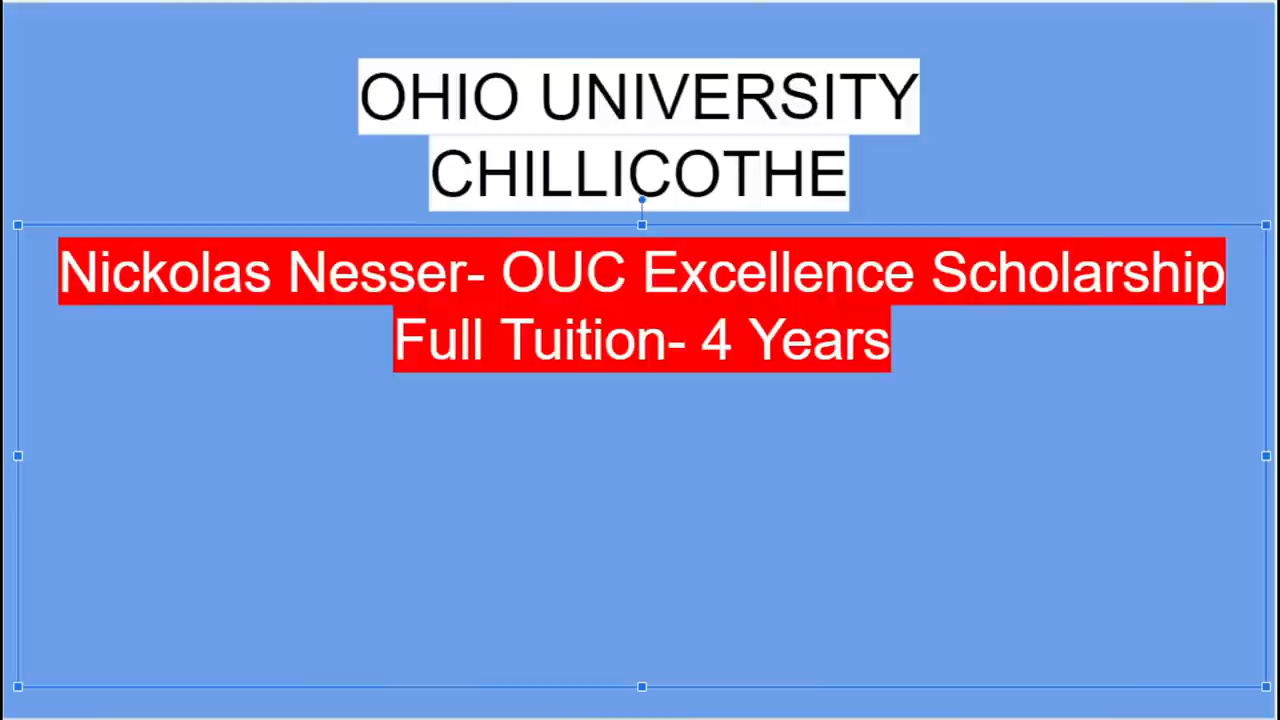 OHIO UNIVERSITY
CHILLICOTHE
Nickolas Nesser- OUC Excellence Scholarship
Full Tuition- 4 Years